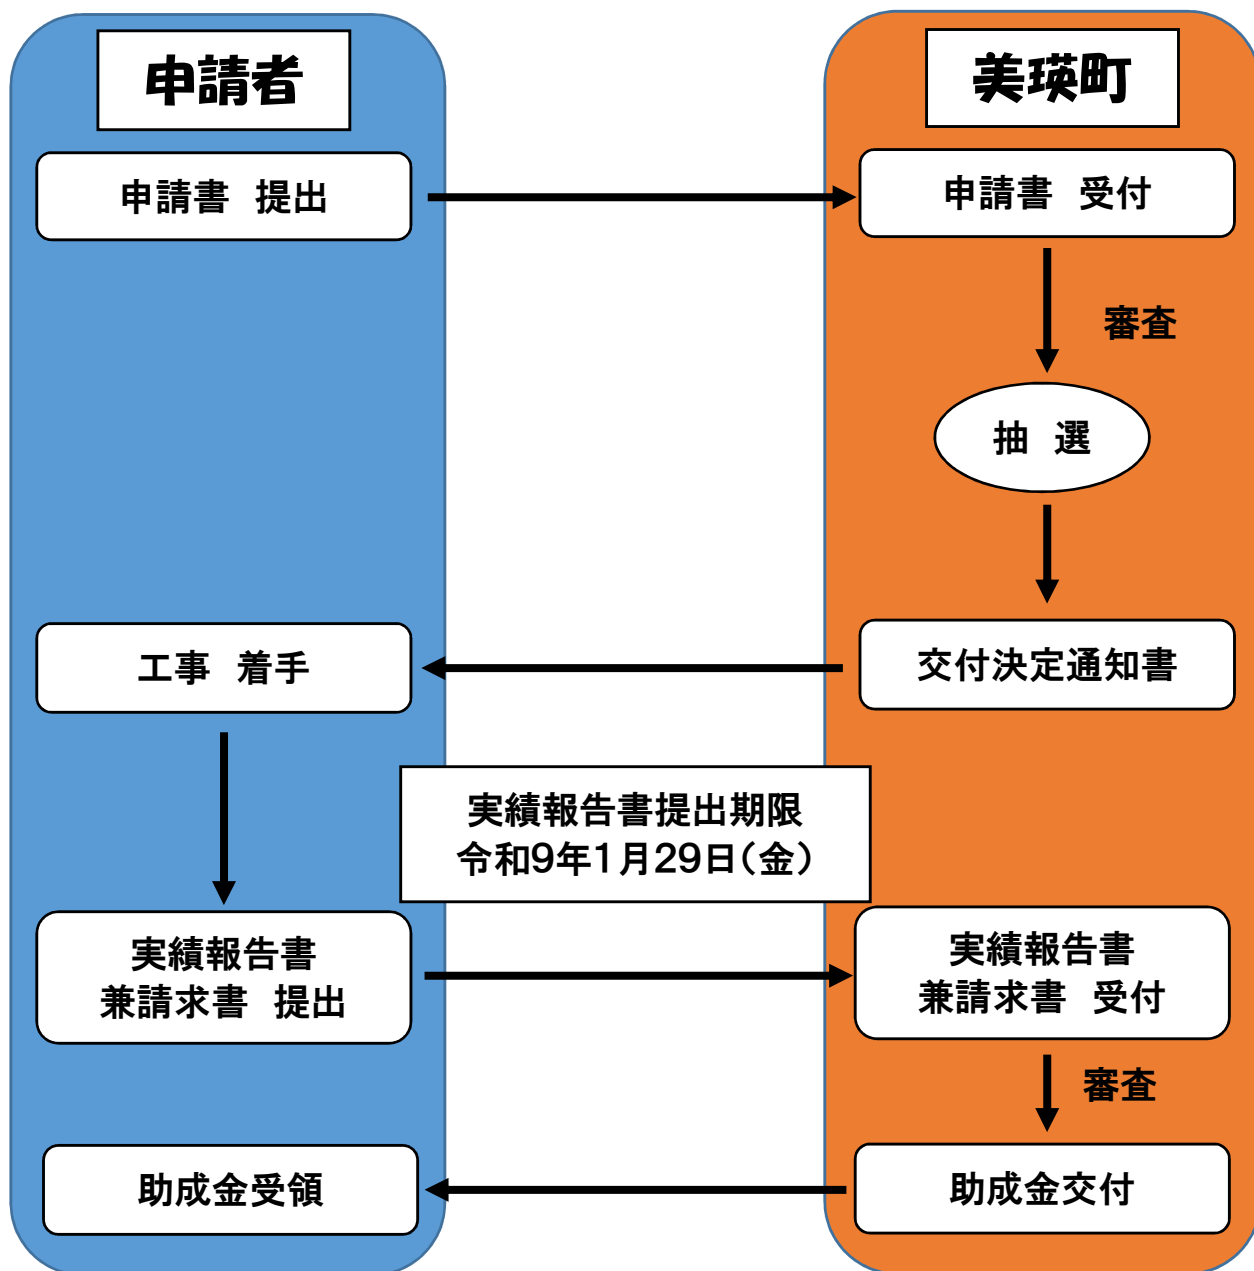 申請者
美瑛町
申請書　提出
申請書　受付
審査
抽　選
工事　着手
交付決定通知書
実績報告書提出期限
令和9年1月29日（金）
実績報告書
兼請求書　提出
実績報告書
兼請求書　受付
審査
助成金受領
助成金交付